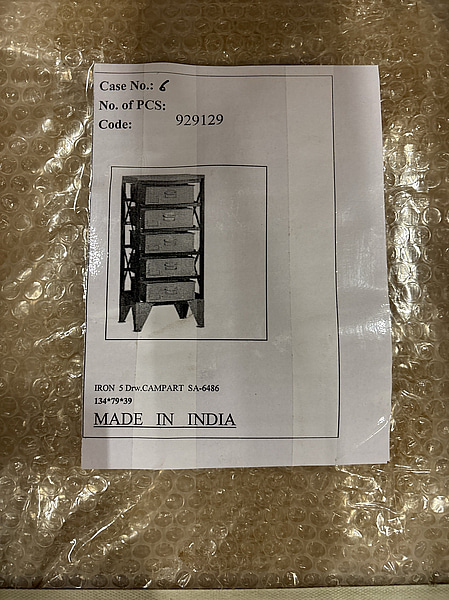 Case No.: 6
No. of PCS:
Code: 929129
IRON 5 Drw.CAMPART SA-6486
134*79*39
MADE IN INDIA